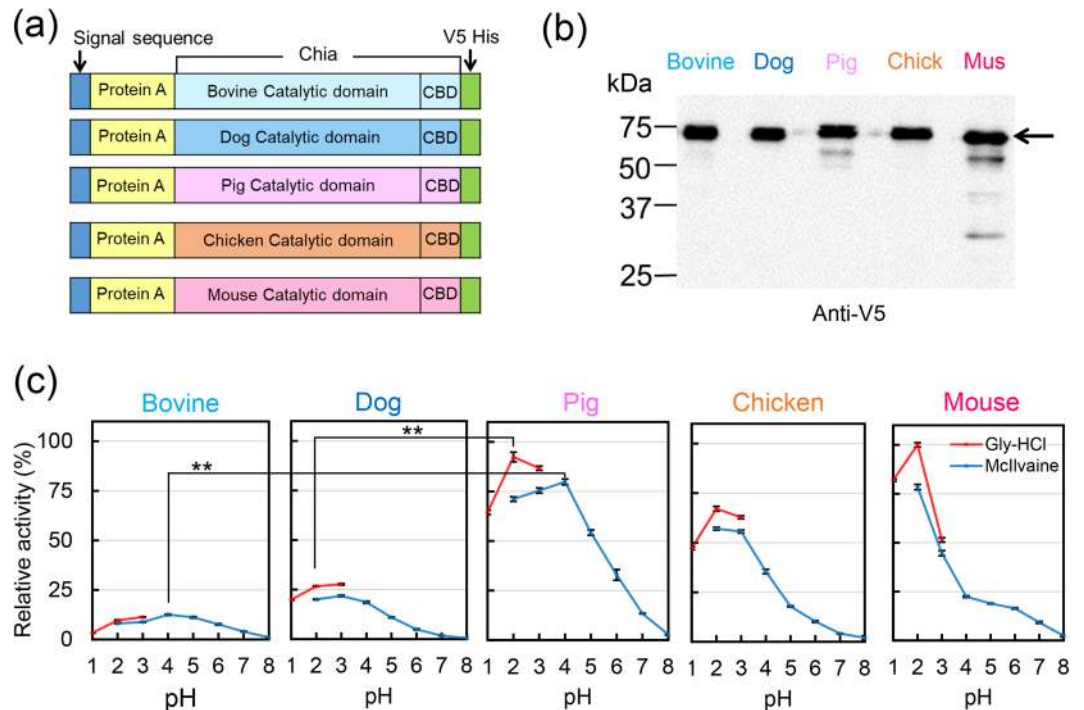 (a)
Signal sequence
Chia
V5 His
Protein A Bovine Catalytic domain CBD
Protein A Dog Catalytic domain CBD
Protein A Pig Catalytic domain CBD
Protein A Chicken Catalytic domain CBD
Protein A Mouse Catalytic domain CBD
(b)
Bovine Dog Pig Chick Mus
kDa
75
50
37
25
Anti-V5
(c)
Bovine Dog Pig Chicken Mouse
Relative activity (%)
100
75
50
25
0
**
**
Gly-HCl
McIlvaine
1 2 3 4 5 6 7 8 1 2 3 4 5 6 7 8 1 2 3 4 5 6 7 8 1 2 3 4 5 6 7 8 1 2 3 4 5 6 7 8
pH pH pH pH pH